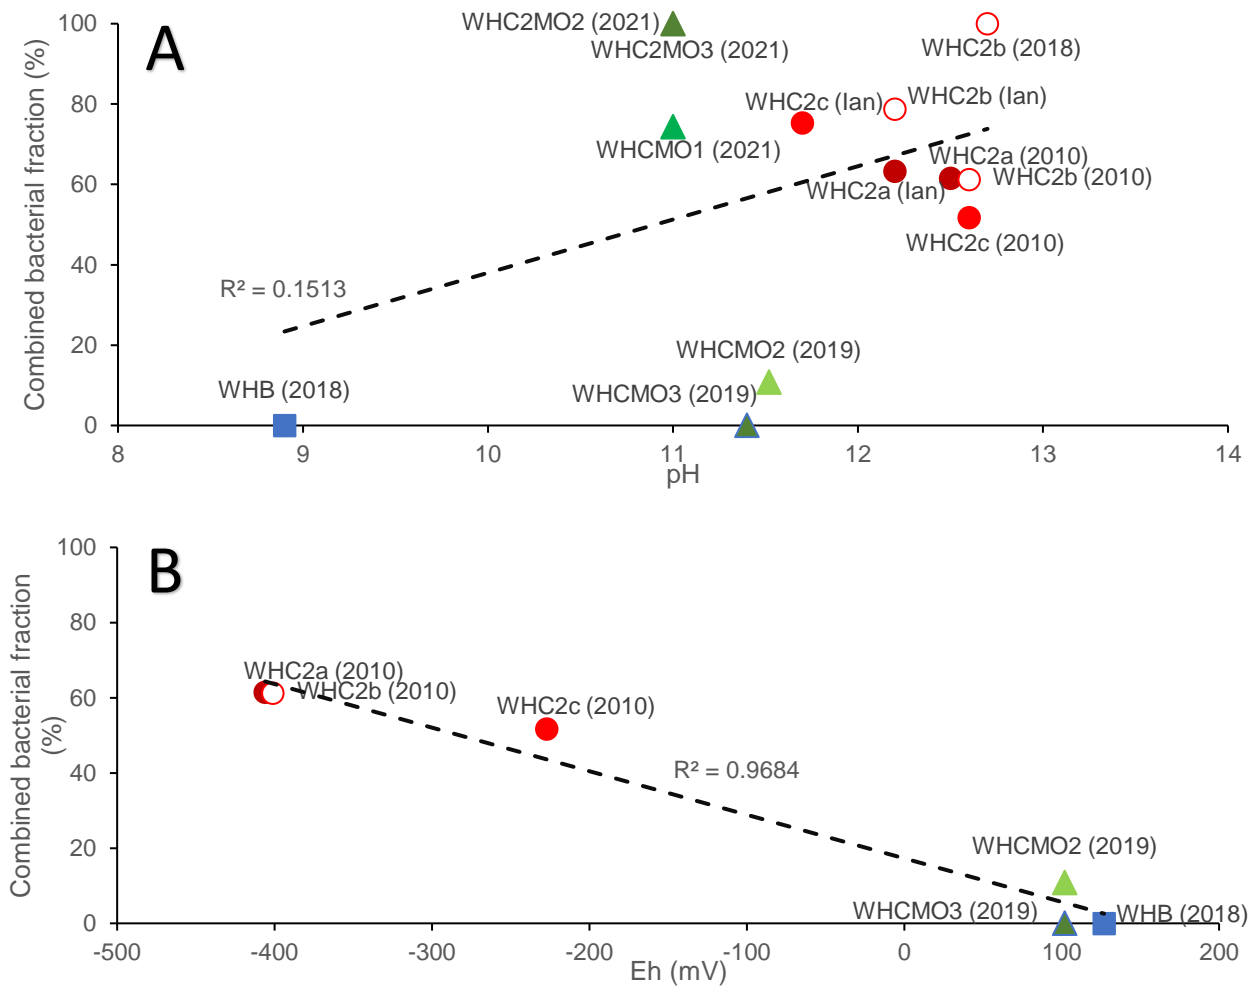 A
Combined bacterial fraction (%)
100
80
60
40
20
0
WHC2MO2 (2021)
WHC2MO3 (2021)
WHC2b (2018)
WHC2c (Ian)
WHC2b (Ian)
WHCMO1 (2021)
WHC2a (2010)
WHC2a (Ian)
WHC2b (2010)
WHC2c (2010)
R² = 0.1513
WHCMO2 (2019)
WHB (2018)
WHCMO3 (2019)
8 9 10 11 12 13 14
pH
B
Combined bacterial fraction
(%)
100
80
60
40
20
0
WHC2a (2010)
WHC2b (2010)
WHC2c (2010)
R² = 0.9684
WHCMO2 (2019)
WHCMO3 (2019)
WHB (2018)
-500 -400 -300 -200 -100 0 100 200
Eh (mV)